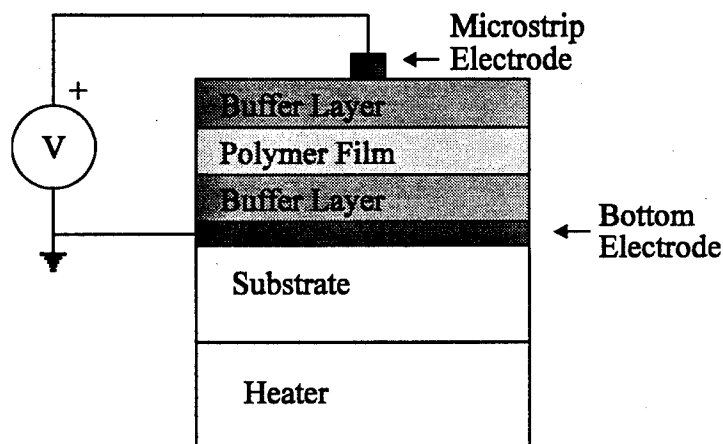 Microstrip
Electrode
+
V
Buffer Layer
Polymer Film
Buffer Layer
Bottom
Electrode
Substrate
Heater